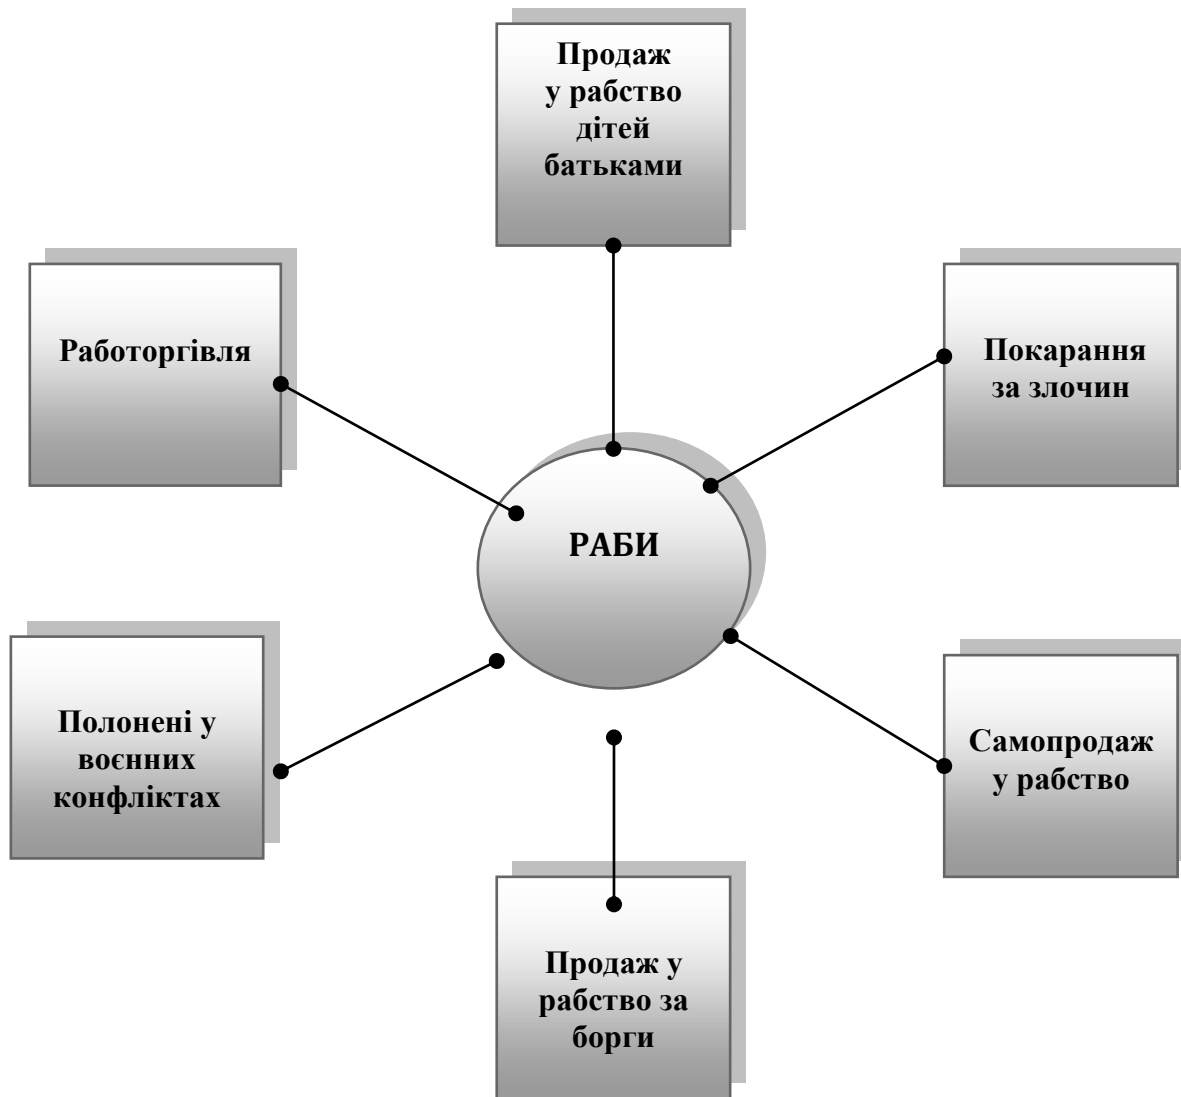 Продаж
у рабство
дітей
батьками
Работоргівля
Покарання
за злочин
РАБИ
Полонені у
воєнних
конфліктах
Самопродаж
у рабство
Продаж у
рабство за
борги